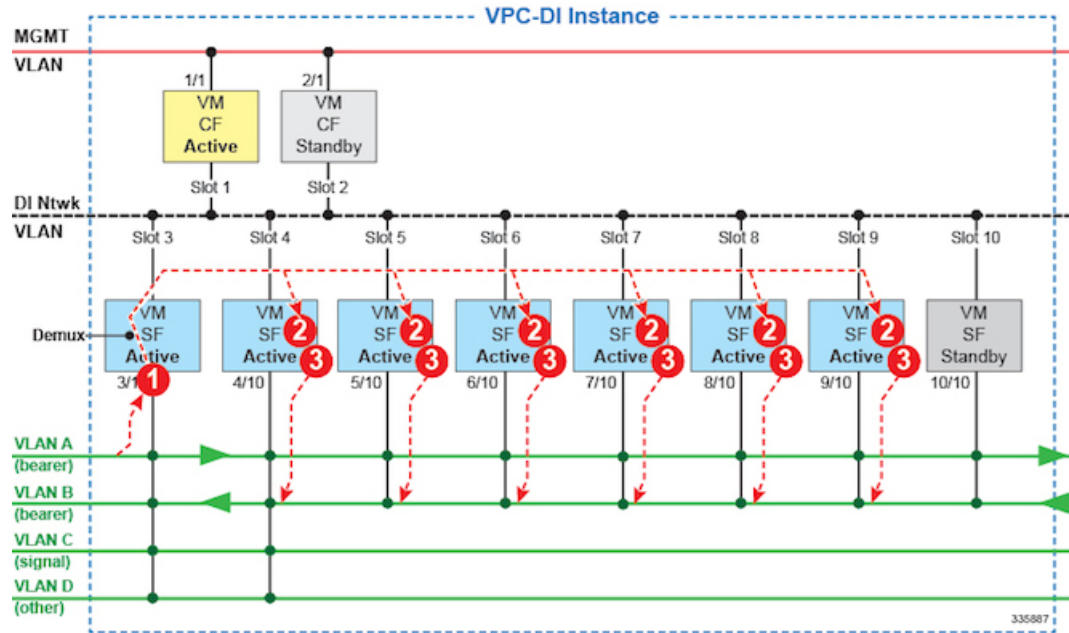 VPC-DI Instance
MGMT
VLAN
1/1
2/1
VM
CF
Active
VM
CF
Standby
Slot 1
Slot 2
DI Ntwk
VLAN
Slot 3
Slot 4
Slot 5
Slot 6
Slot 7
Slot 8
Slot 9
Slot 10
Demux
VM
SF
Active
1
3/1
VM
SF
Active
2
3
4/10
VM
SF
Active
2
3
5/10
VM
SF
Active
2
3
6/10
VM
SF
Active
2
3
7/10
VM
SF
Active
2
3
8/10
VM
SF
Active
2
3
9/10
VM
SF
Standby
10/10
VLAN A
(bearer)
VLAN B
(bearer)
VLAN C
(signal)
VLAN D
(other)
335887